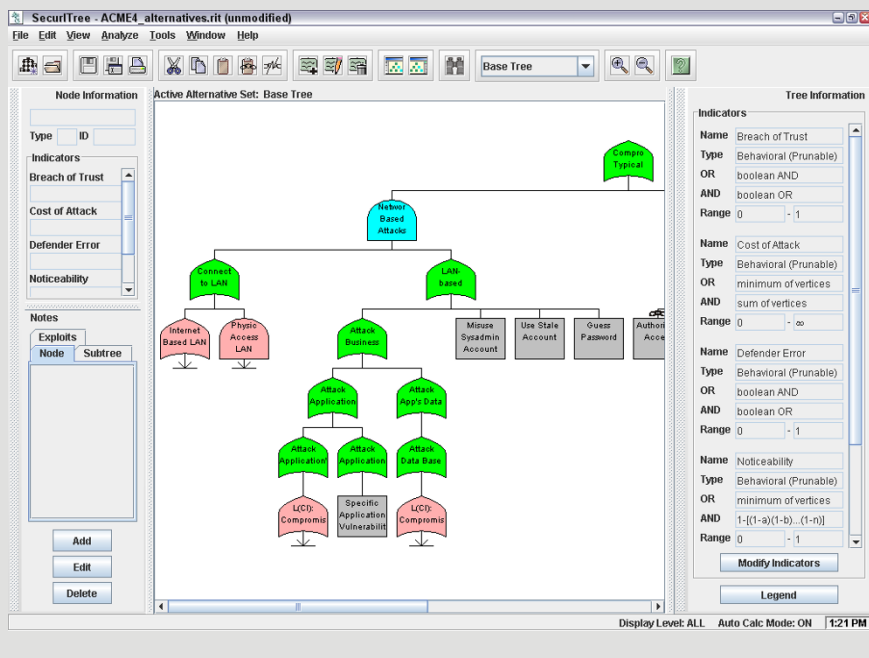 SecurITree - ACME4_alternatives.rit (unmodified)
File Edit View Analyze Tools Window Help
Base Tree
Node Information
Type ID
Indicators
Breach of Trust
Cost of Attack
Defender Error
Noticeability
Notes
Exploits
Node Subtree
Add
Edit
Delete
Active Alternative Set: Base Tree
Compro
Typical
Networ
Based
Attacks
Connect
to LAN
LAN-
based
Internet
Based LAN
Physic
Access
LAN
Attack
Business
Misuse
Sysadmin
Account
Use Stale
Account
Guess
Password
Authori
Acce
Attack
Application
Attack
App's Data
Attack
Application'
Attack
Application
Attack
Data Base
L(CI):
Compromis
Specific
Application
Vulnerabilit
L(CI):
Compromis
Tree Information
Indicators
Name Breach of Trust
Type Behavioral (Prunable)
OR boolean AND
AND boolean OR
Range 0 - 1
Name Cost of Attack
Type Behavioral (Prunable)
OR minimum of vertices
AND sum of vertices
Range 0 - ∞
Name Defender Error
Type Behavioral (Prunable)
OR boolean AND
AND boolean OR
Range 0 - 1
Name Noticeability
Type Behavioral (Prunable)
OR minimum of vertices
AND 1-[(1-a)(1-b)...(1-n)]
Range 0 - 1
Modify Indicators
Legend
Display Level: ALL Auto Calc Mode: ON 1:21 PM